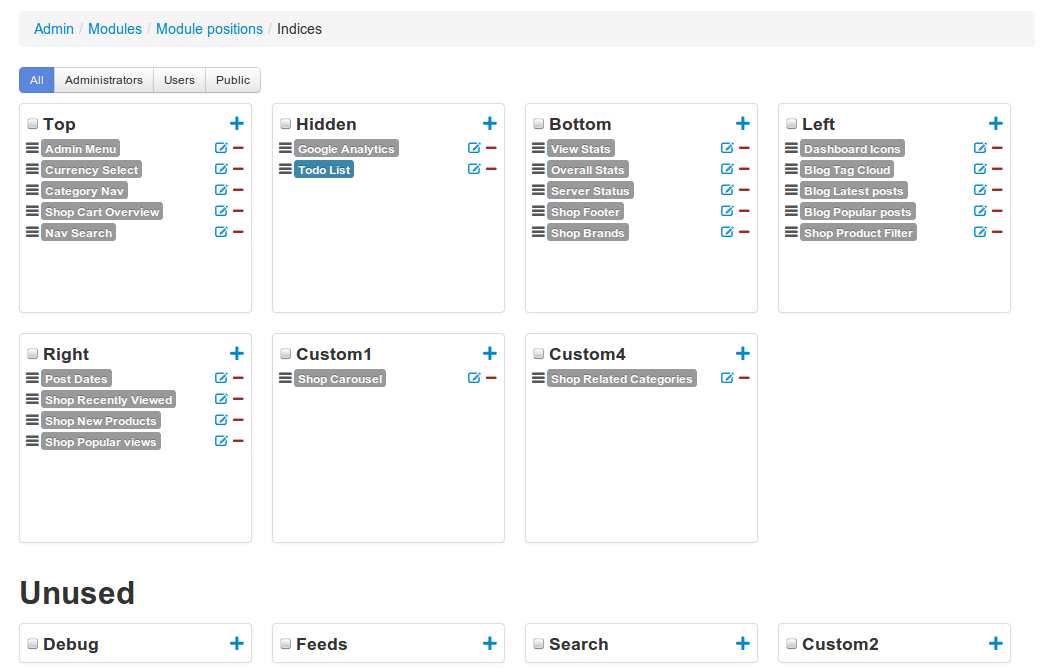 Admin / Modules / Module positions / Indices
All Administrators Users Public
Top
Admin Menu
Currency Select
Category Nav
Shop Cart Overview
Nav Search
Hidden
Google Analytics
Todo List
Bottom
View Stats
Overall Stats
Server Status
Shop Footer
Shop Brands
Left
Dashboard Icons
Blog Tag Cloud
Blog Latest posts
Blog Popular posts
Shop Product Filter
Right
Post Dates
Shop Recently Viewed
Shop New Products
Shop Popular views
Custom1
Shop Carousel
Custom4
Shop Related Categories
Unused
Debug
Feeds
Search
Custom2